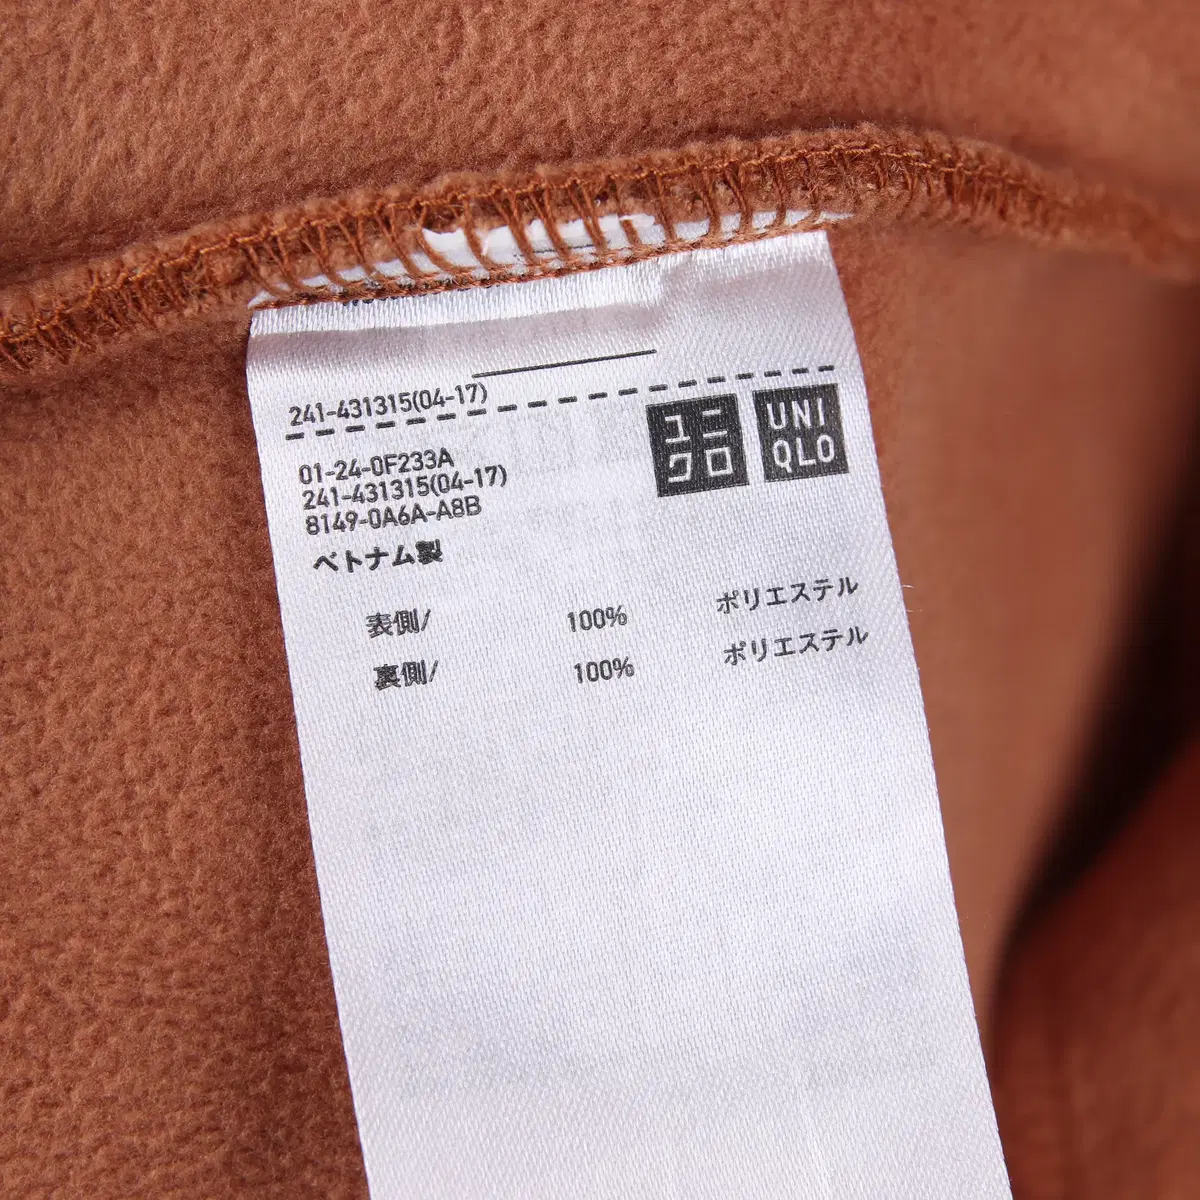 241-431315(04-17)
ユニ
クロ
UNI
QLO
01-24-0F233A
241-431315(04-17)
8149-0A6A-A8B
ベトナム製
表側/ 100% ポリエステル
裏側/ 100% ポリエステル